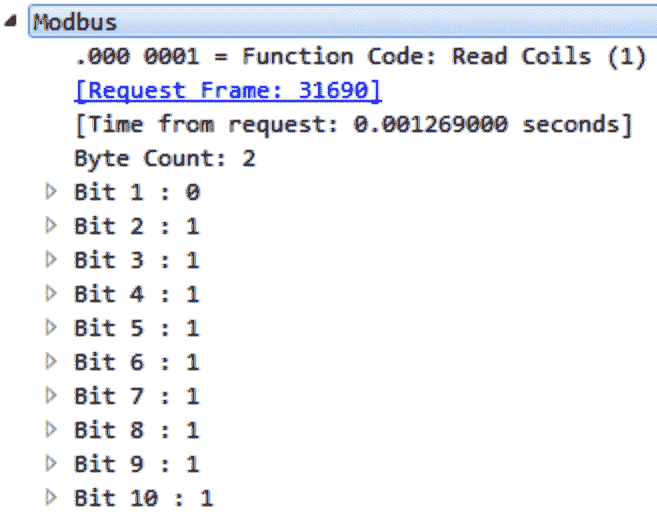 Modbus
.000 0001 = Function Code: Read Coils (1)
[Request Frame: 31690]
[Time from request: 0.001269000 seconds]
Byte Count: 2
Bit 1 : 0
Bit 2 : 1
Bit 3 : 1
Bit 4 : 1
Bit 5 : 1
Bit 6 : 1
Bit 7 : 1
Bit 8 : 1
Bit 9 : 1
Bit 10 : 1